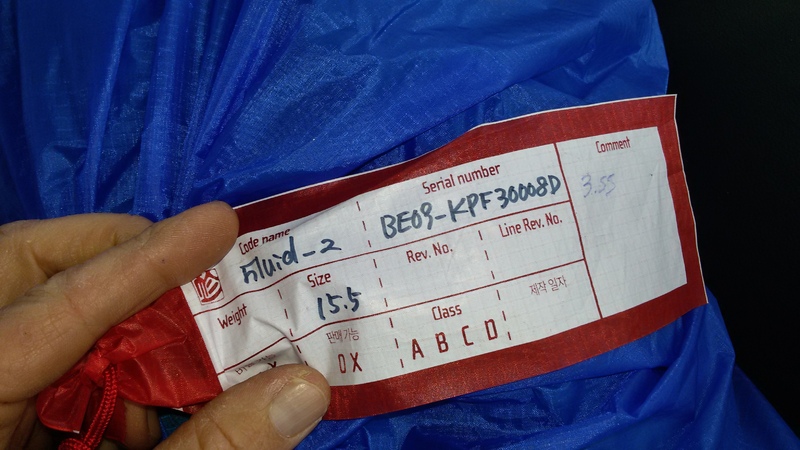 Code name
Fluid-2
Serial number
BE09-KPF30008D
Comment
3.55
Weight
Size
15.5
Rev. No.
Line Rev. No.
판매 가능
OX
Class
A B C D
제작 일자